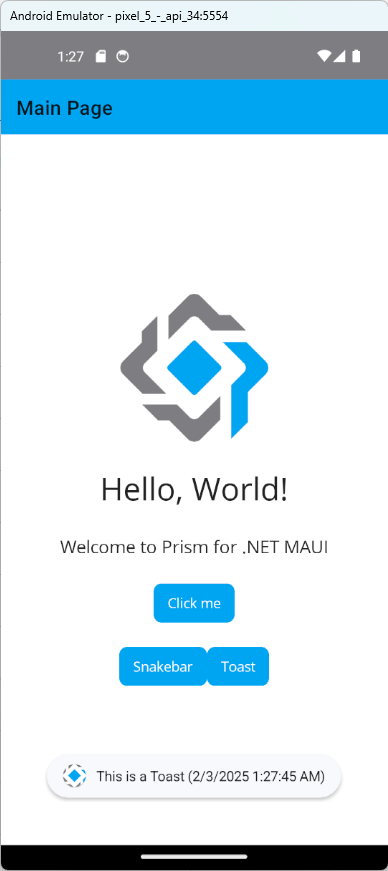 Android Emulator - pixel_5_-_api_34:5554
1:27
Main Page
Hello, World!
Welcome to Prism for .NET MAUI
Click me
Snakebar Toast
This is a Toast (2/3/2025 1:27:45 AM)